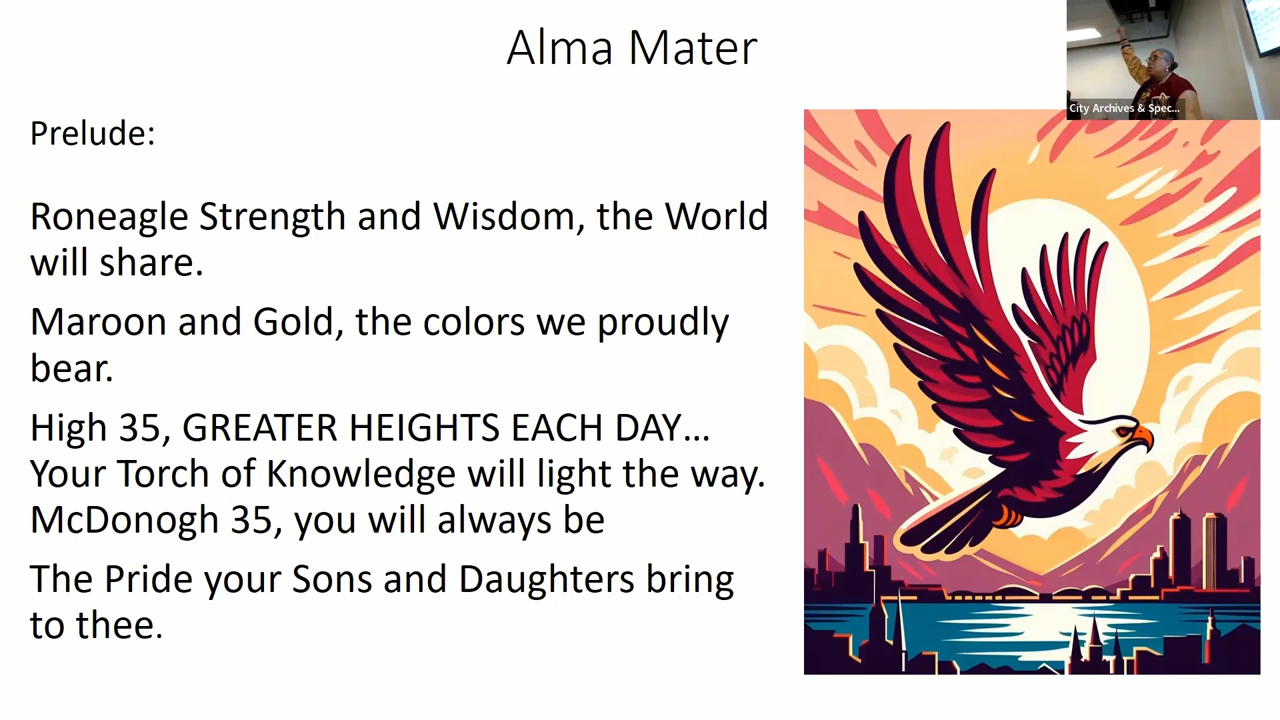 Alma Mater
City Archives & Spec...
Prelude:
Roneagle Strength and Wisdom, the World
will share.
Maroon and Gold, the colors we proudly
bear.
High 35, GREATER HEIGHTS EACH DAY…
Your Torch of Knowledge will light the way.
McDonogh 35, you will always be
The Pride your Sons and Daughters bring
to thee.